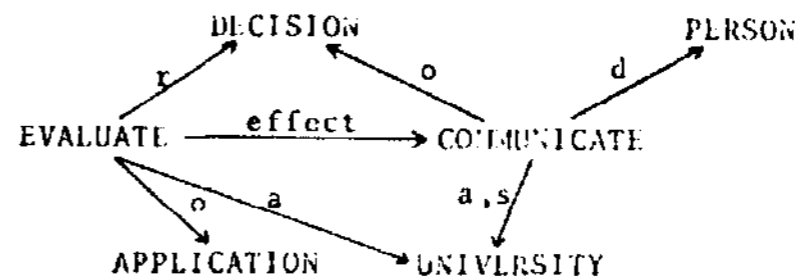 DECISION PERSON
r o d
EVALUATE effect COMMUNICATE
o a a,s
APPLICATION UNIVERSITY